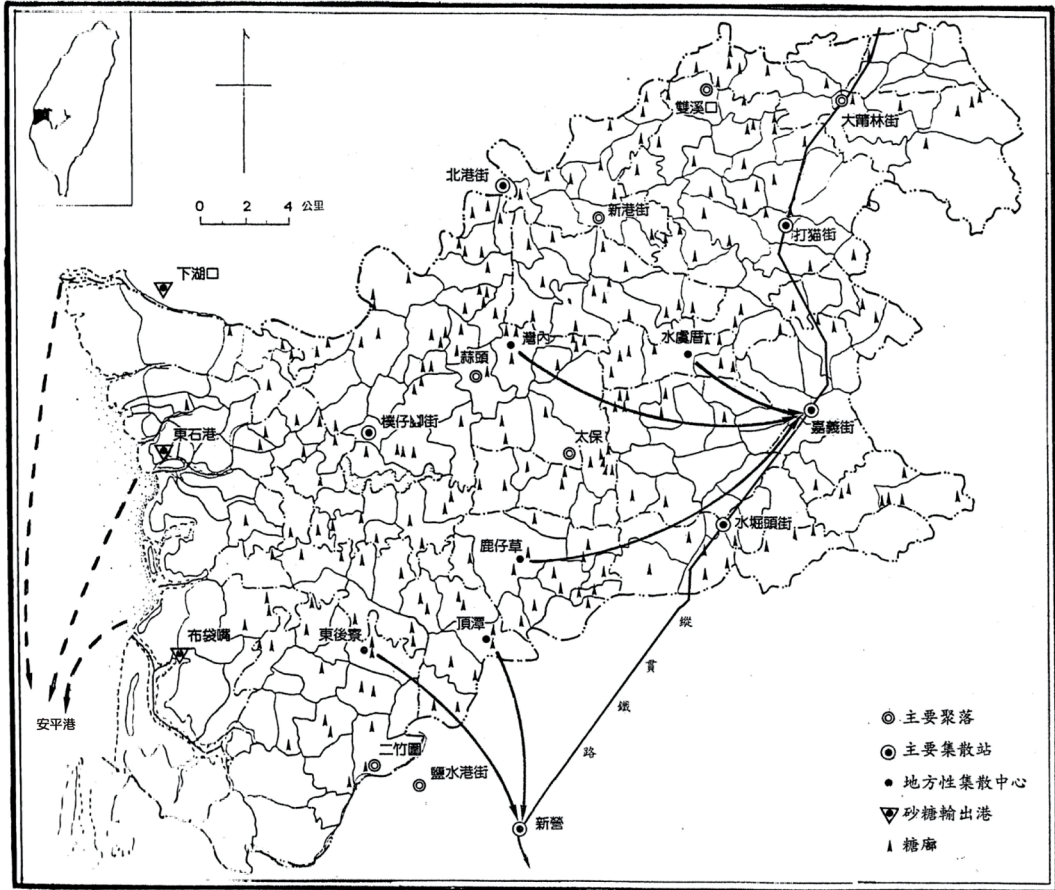 雙溪口
大莆林街
北港街
新港街
打猫街
0 2 4 公里
下湖口
灣內
水虞厝
蒜頭
嘉義街
樸仔腳街
東石港
太保
水堀頭街
鹿仔草
頂潭
東後寮
布袋嘴
縱
貫
鐵
路
安平港
二竹圍
鹽水港街
新營
主要聚落
主要集散站
地方性集散中心
砂糖輸出港
糖廍